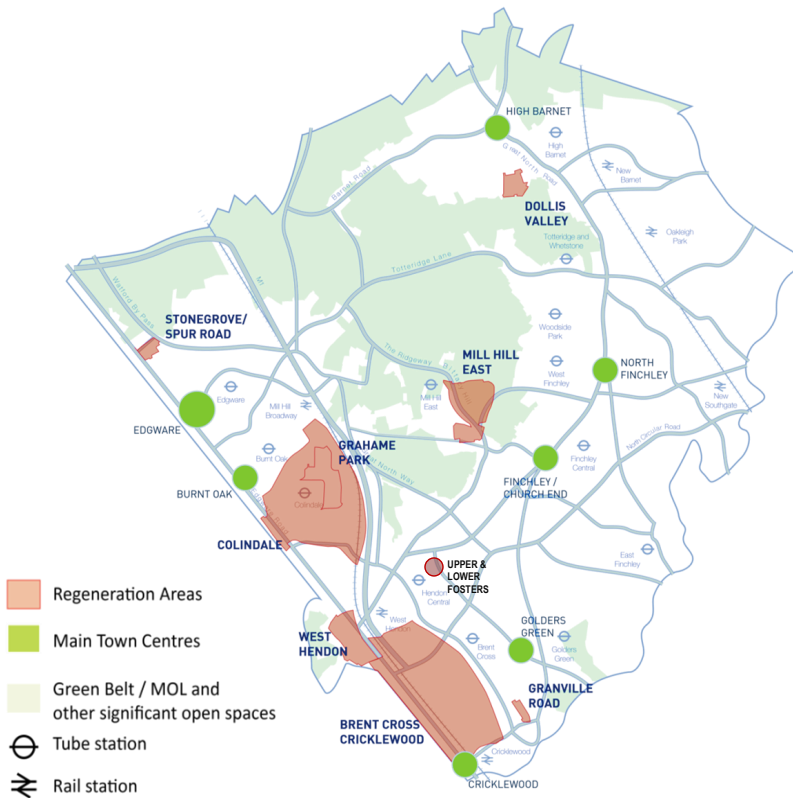 HIGH BARNET
High
Barnet
Great North Road
New
Barnet
Barnet Road
DOLLIS
VALLEY
Oakleigh
Park
Totteridge and
Whetstone
Totteridge Lane
Watford By Pass
M1
STONEGROVE/
SPUR ROAD
Woodside
Park
The Ridgeway
MILL HILL
EAST
West
Finchley
NORTH
FINCHLEY
Mill Hill
East
Edgware
Mill Hill
Broadway
New
Southgate
EDGWARE
North Circular Road
GRAHAME
PARK
Burnt Oak
Finchley
Central
BURNT OAK
FINCHLEY /
CHURCH END
North Way
Colindale
COLINDALE
East
Finchley
UPPER &
LOWER
FOSTERS
Hendon
Central
Regeneration Areas
Main Town Centres
West
Hendon
WEST
HENDON
GOLDERS
GREEN
Brent
Cross
Golders
Green
Green Belt / MOL and
other significant open spaces
GRANVILLE
ROAD
BRENT CROSS
CRICKLEWOOD
Tube station
Cricklewood
Rail station
CRICKLEWOOD